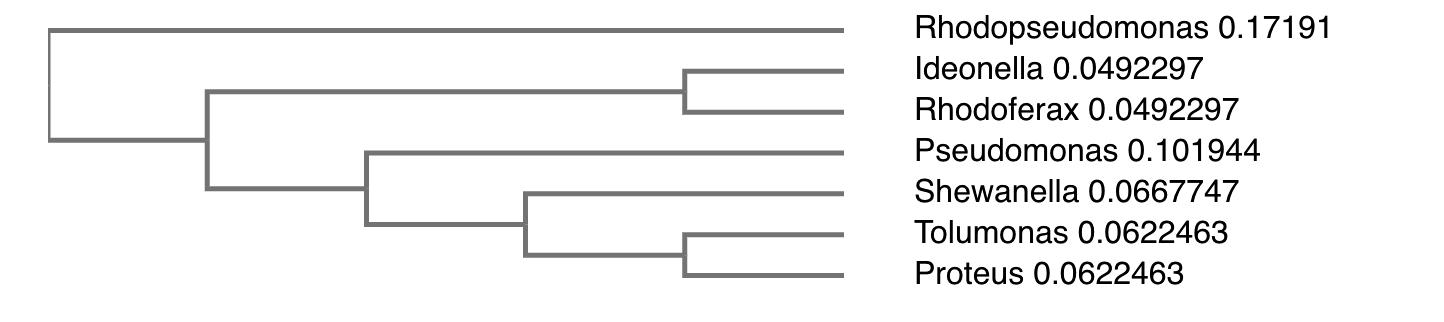 Rhodopseudomonas 0.17191
Ideonella 0.0492297
Rhodoferax 0.0492297
Pseudomonas 0.101944
Shewanella 0.0667747
Tolumonas 0.0622463
Proteus 0.0622463